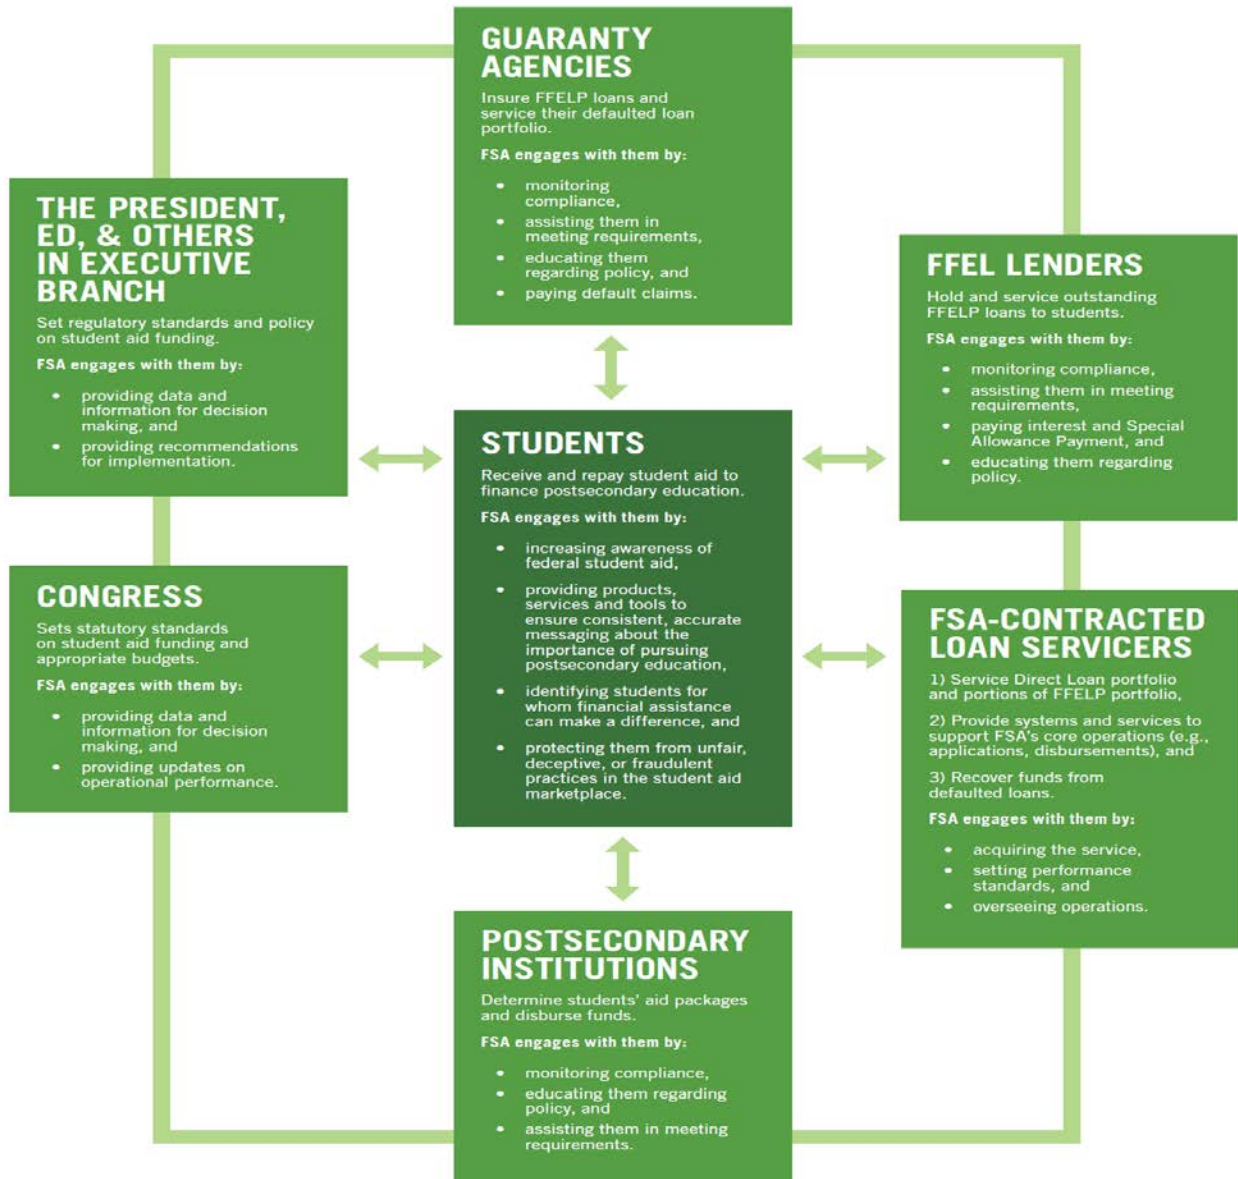 GUARANTY
AGENCIES
Insure FFELP loans and
service their defaulted loan
portfolio.
FSA engages with them by:
• monitoring
compliance,
• assisting them in
meeting requirements,
• educating them
regarding policy, and
• paying default claims.
THE PRESIDENT,
ED, & OTHERS
IN EXECUTIVE
BRANCH
Set regulatory standards and policy
on student aid funding.
FSA engages with them by:
• providing data and
information for decision
making, and
• providing recommendations
for implementation.
FFEL LENDERS
Hold and service outstanding
FFELP loans to students.
FSA engages with them by:
• monitoring compliance,
• assisting them in meeting
requirements,
• paying interest and Special
Allowance Payment, and
• educating them regarding
policy.
STUDENTS
Receive and repay student aid to
finance postsecondary education.
FSA engages with them by:
• increasing awareness of
federal student aid,
• providing products,
services and tools to
ensure consistent, accurate
messaging about the
importance of pursuing
postsecondary education,
• identifying students for
whom financial assistance
can make a difference, and
• protecting them from unfair,
deceptive, or fraudulent
practices in the student aid
marketplace.
CONGRESS
Sets statutory standards
on student aid funding and
appropriate budgets.
FSA engages with them by:
• providing data and
information for decision
making, and
• providing updates on
operational performance.
FSA-CONTRACTED
LOAN SERVICERS
1) Service Direct Loan portfolio
and portions of FFELP portfolio,
2) Provide systems and services to
support FSA's core operations (e.g.,
applications, disbursements), and
3) Recover funds from
defaulted loans.
FSA engages with them by:
• acquiring the service,
• setting performance
standards, and
• overseeing operations.
POSTSECONDARY
INSTITUTIONS
Determine students' aid packages
and disburse funds.
FSA engages with them by:
• monitoring compliance,
• educating them regarding
policy, and
• assisting them in meeting
requirements.